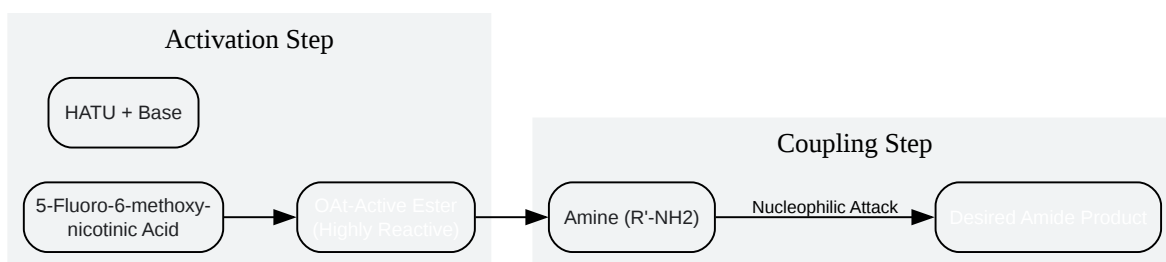 Activation Step
HATU + Base
5-Fluoro-6-methoxy-
nicotinic Acid
OAt-Active Ester
(Highly Reactive)
Coupling Step
Amine (R'-NH2)
Nucleophilic Attack
Desired Amide Product